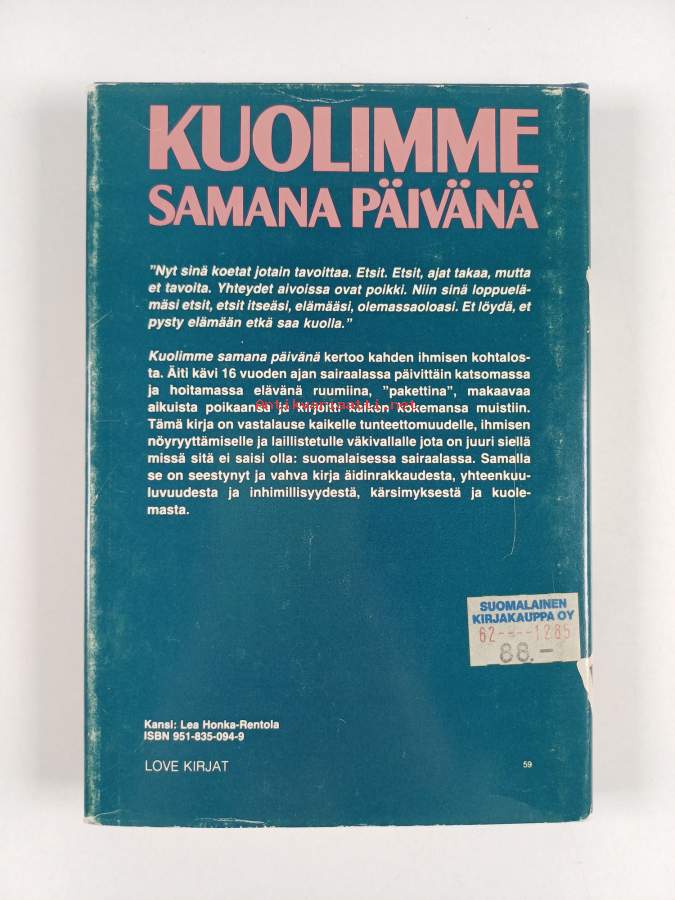 KUOLIMME
SAMANA PÄIVÄNÄ
"Nyt sinä koetat jotain tavoittaa. Etsit. Etsit, ajat takaa, mutta
et tavoita. Yhteydet aivoissa ovat poikki. Niin sinä loppuelä-
mäsi etsit, etsit itseäsi, elämääsi, olemassaoloasi. Et löydä, et
pysty elämään etkä saa kuolla."
Kuolimme samana päivänä kertoo kahden ihmisen kohtalos-
ta. Äiti kävi 16 vuoden ajan sairaalassa päivittäin katsomassa
ja hoitamassa elävänä ruumiina, "pakettina", makaavaa
aikuista poikaansa ja kirjoitti kaiken kokemansa muistiin.
Antikvariaatti.net
Tämä kirja on vastalause kaikelle tunteettomuudelle, ihmisen
nöyryyttämiselle ja laillistetulle väkivallalle jota on juuri siellä
missä sitä ei saisi olla: suomalaisessa sairaalassa. Samalla
se on seestynyt ja vahva kirja äidinrakkaudesta, yhteenkuu-
luvuudesta ja inhimillisyydestä, kärsimyksestä ja kuole-
masta.
SUOMALAINEN
KIRJAKAUPPA OY
62----1285
88.-
Kansi: Lea Honka-Rentola
ISBN 951-835-094-9
LOVE KIRJAT
59